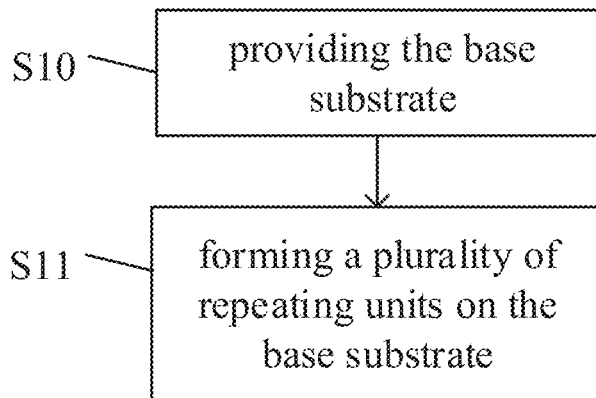 S10
providing the base
substrate
S11
forming a plurality of
repeating units on the
base substrate